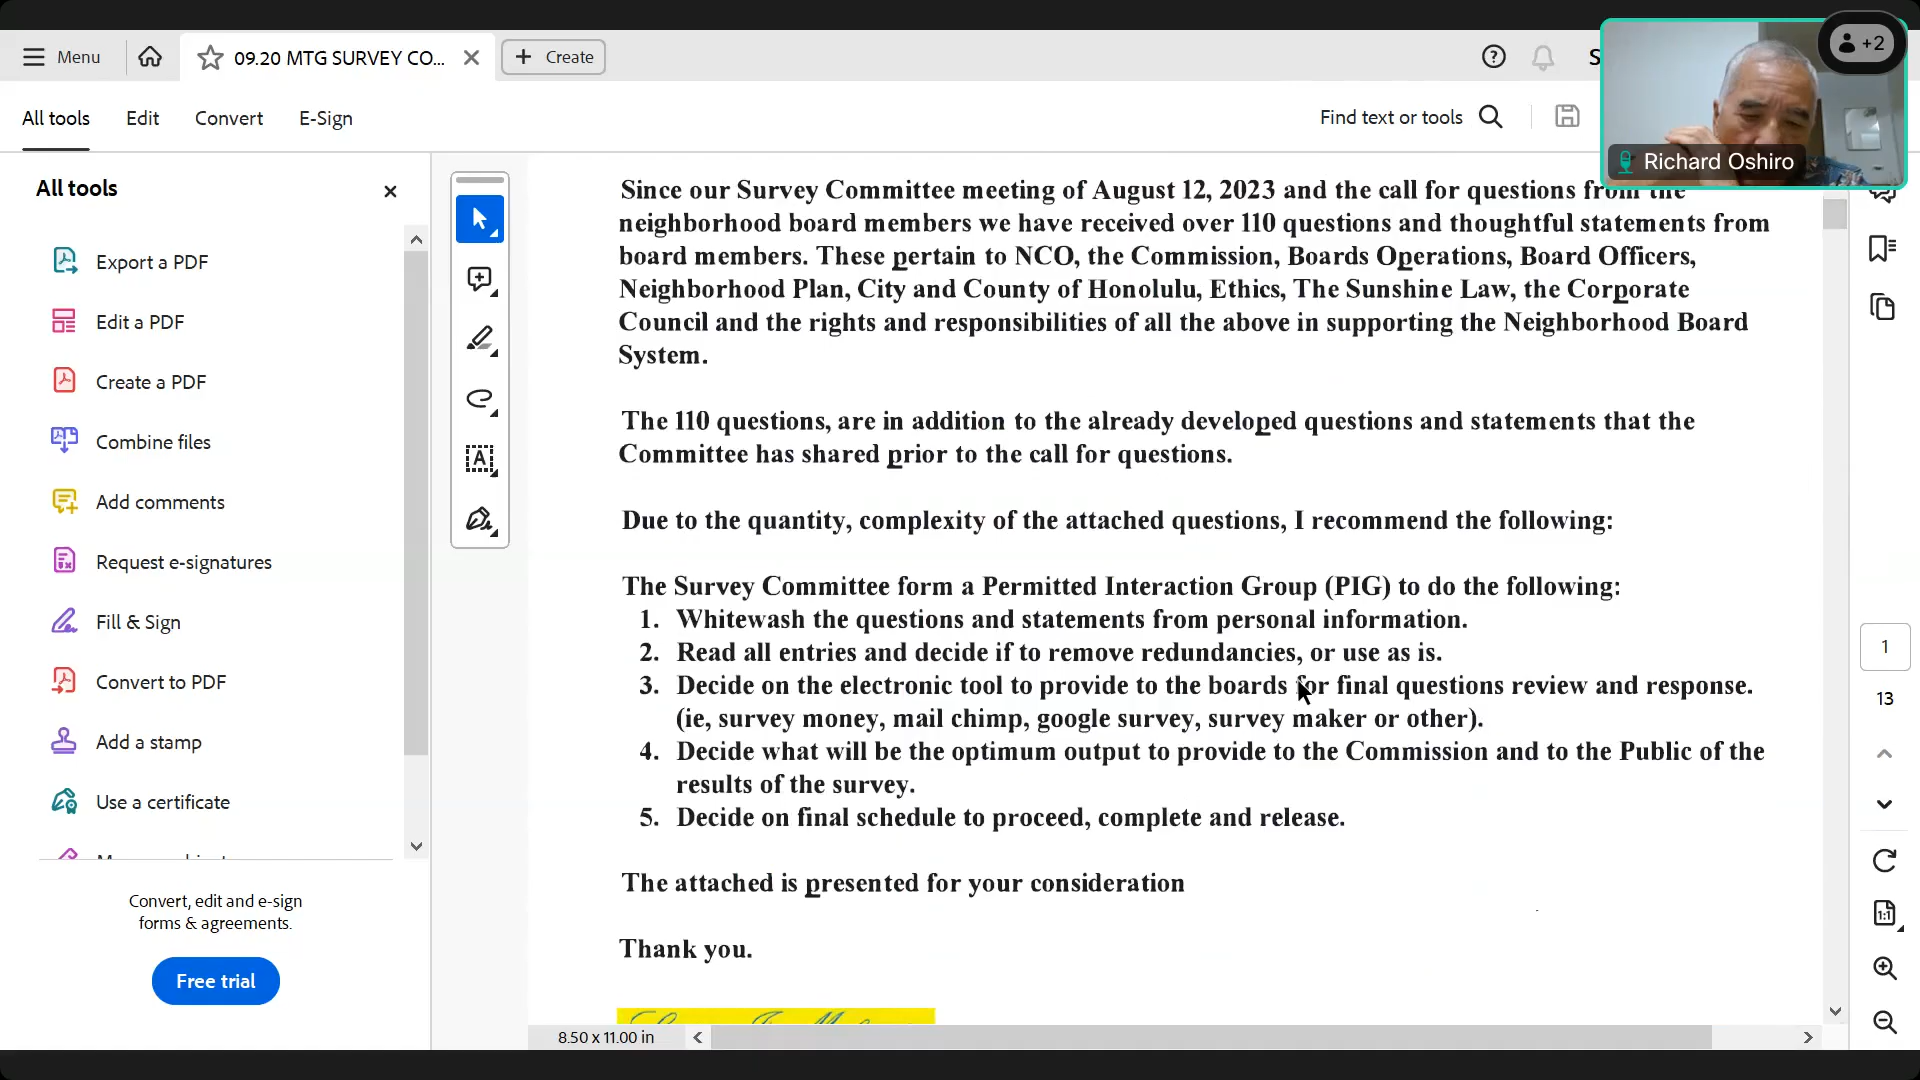 Menu
09.20 MTG SURVEY CO...
Create
+2
All tools
Edit
Convert
E-Sign
Find text or tools
Richard Oshiro
All tools
Export a PDF
Edit a PDF
Create a PDF
Combine files
Add comments
Request e-signatures
Fill & Sign
Convert to PDF
Add a stamp
Use a certificate
Convert, edit and e-sign
forms & agreements.
Free trial
Since our Survey Committee meeting of August 12, 2023 and the call for questions from the
neighborhood board members we have received over 110 questions and thoughtful statements from
board members. These pertain to NCO, the Commission, Boards Operations, Board Officers,
Neighborhood Plan, City and County of Honolulu, Ethics, The Sunshine Law, the Corporate
Council and the rights and responsibilities of all the above in supporting the Neighborhood Board
System.
The 110 questions, are in addition to the already developed questions and statements that the
Committee has shared prior to the call for questions.
Due to the quantity, complexity of the attached questions, I recommend the following:
The Survey Committee form a Permitted Interaction Group (PIG) to do the following:
1. Whitewash the questions and statements from personal information.
2. Read all entries and decide if to remove redundancies, or use as is.
3. Decide on the electronic tool to provide to the boards for final questions review and response.
(ie, survey money, mail chimp, google survey, survey maker or other).
4. Decide what will be the optimum output to provide to the Commission and to the Public of the
results of the survey.
5. Decide on final schedule to proceed, complete and release.
The attached is presented for your consideration
Thank you.
8.50 x 11.00 in
1
13